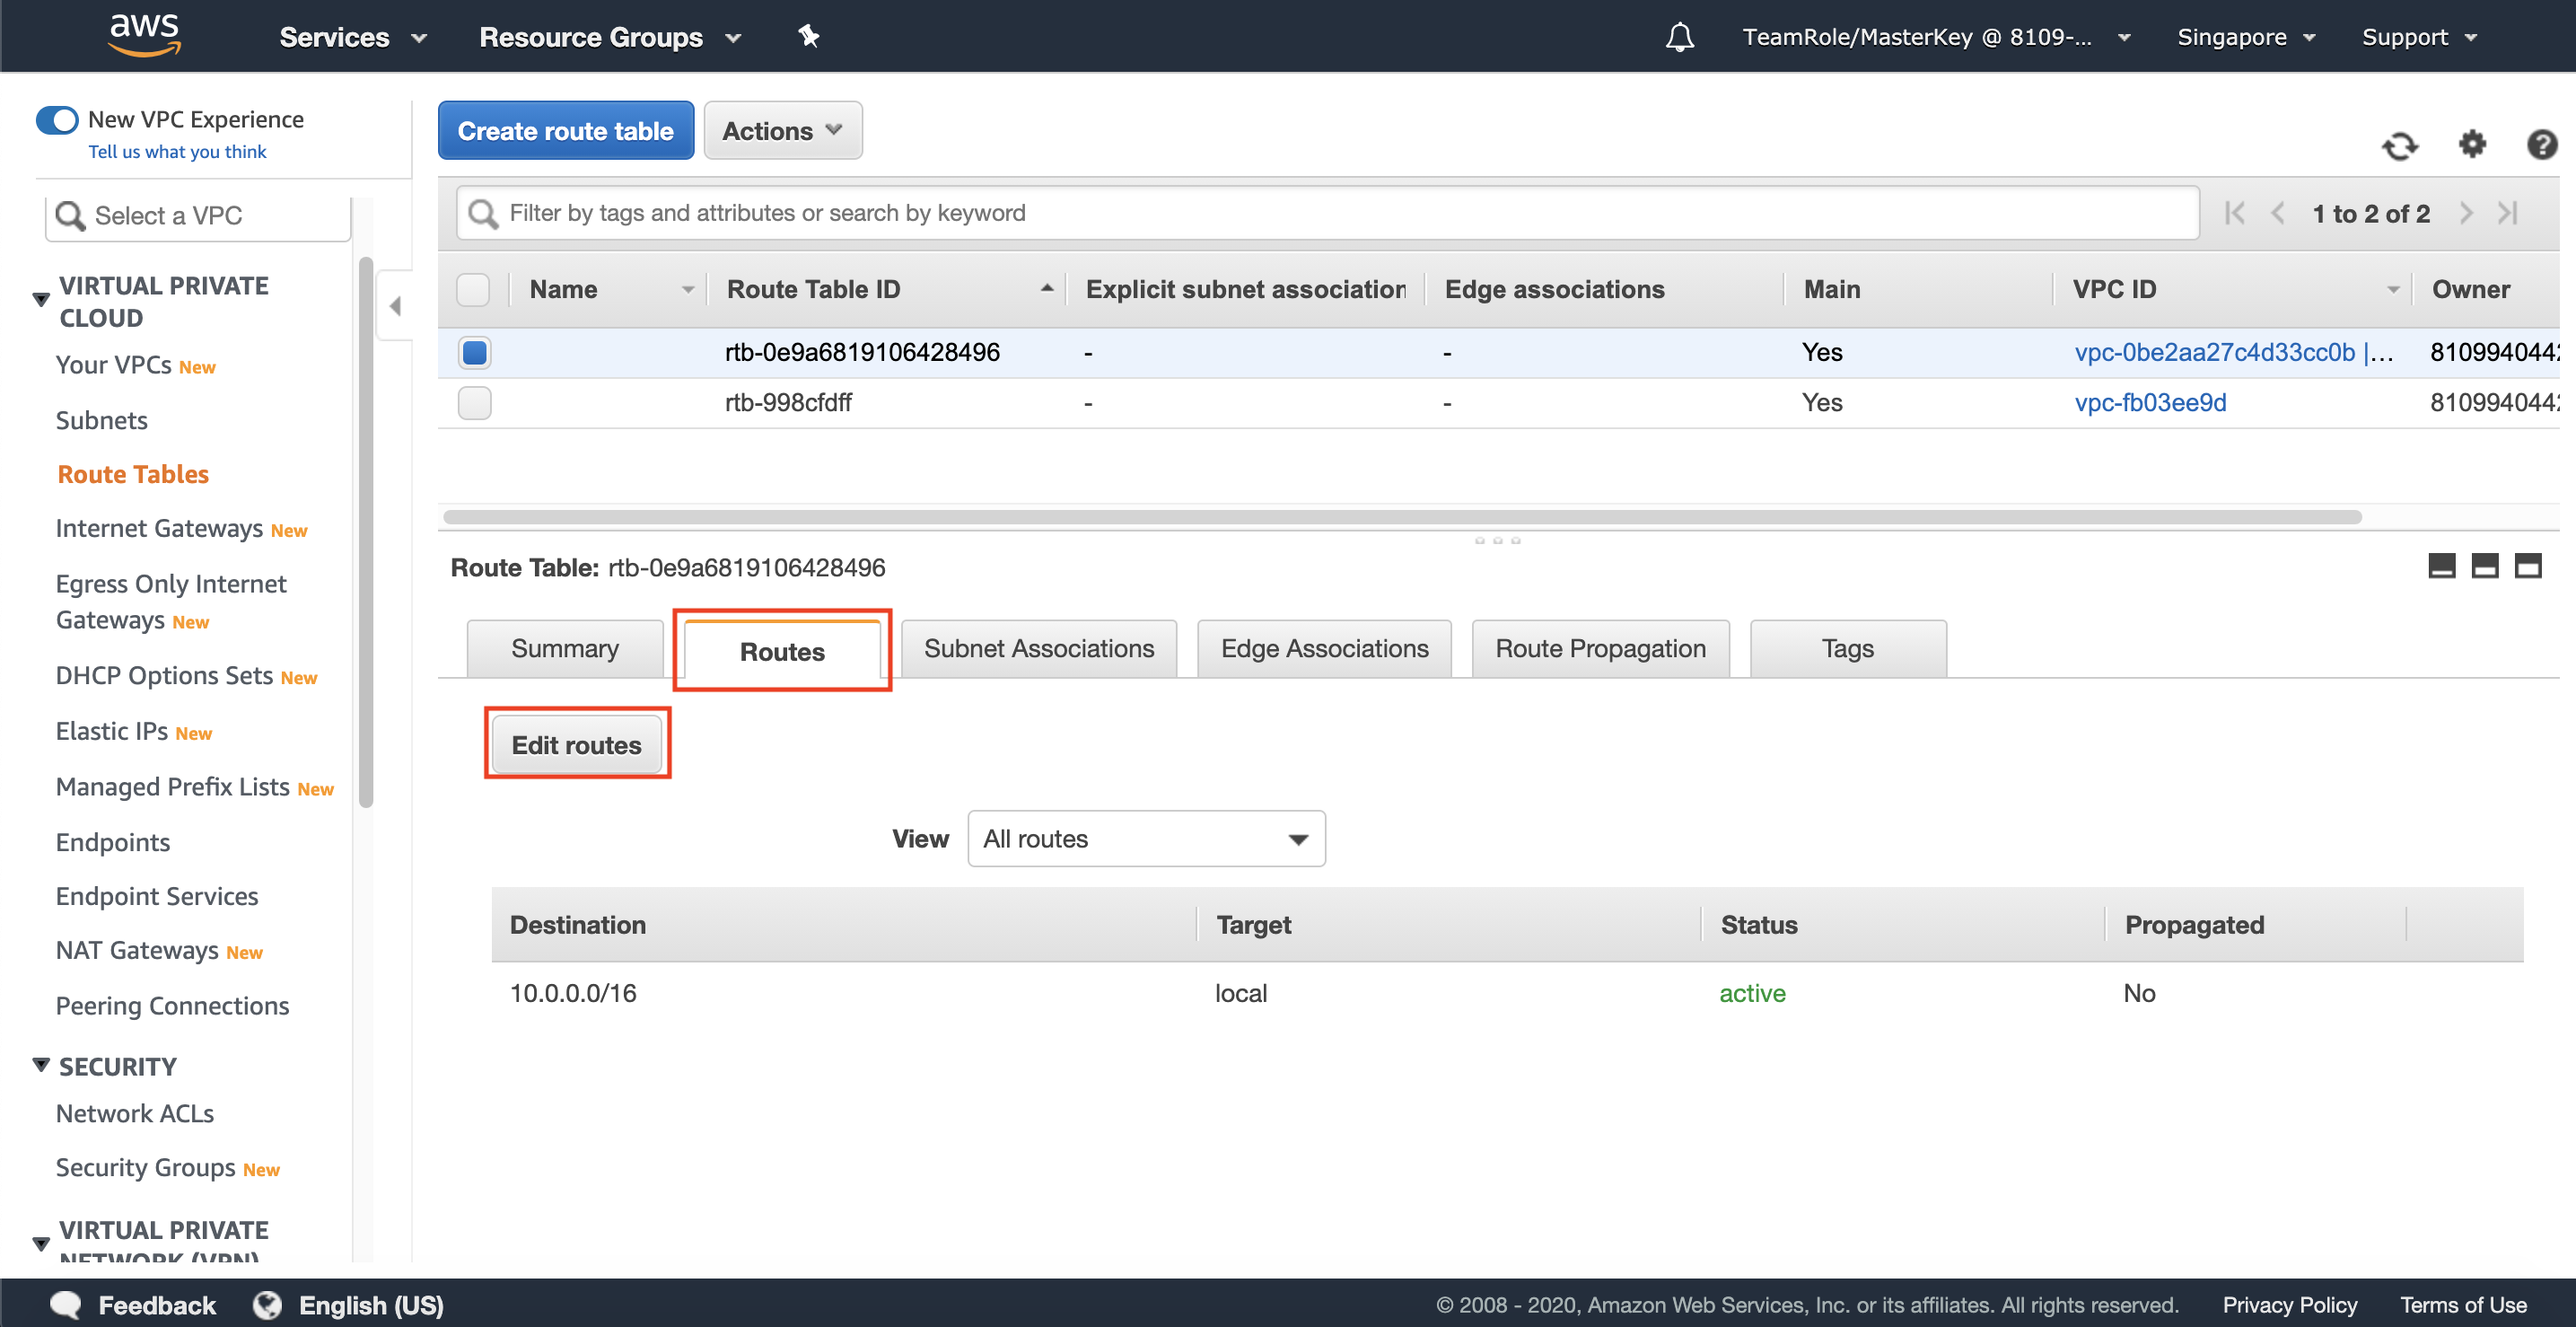 aws Services Resource Groups TeamRole/MasterKey @ 8109-... Singapore Support
New VPC Experience
Tell us what you think
Select a VPC
VIRTUAL PRIVATE
CLOUD
Your VPCs New
Subnets
Route Tables
Internet Gateways New
Egress Only Internet
Gateways New
DHCP Options Sets New
Elastic IPs New
Managed Prefix Lists New
Endpoints
Endpoint Services
NAT Gateways New
Peering Connections
SECURITY
Network ACLs
Security Groups New
VIRTUAL PRIVATE
NETWORK (VPN)
Create route table Actions
Filter by tags and attributes or search by keyword 1 to 2 of 2
Name Route Table ID Explicit subnet association Edge associations Main VPC ID Owner
rtb-0e9a6819106428496 - - Yes vpc-0be2aa27c4d33cc0b |... 8109940442
rtb-998cfdff - - Yes vpc-fb03ee9d 8109940442
Route Table: rtb-0e9a6819106428496
Summary Routes Subnet Associations Edge Associations Route Propagation Tags
Edit routes
View All routes
Destination Target Status Propagated
10.0.0.0/16 local active No
Feedback English (US) © 2008 - 2020, Amazon Web Services, Inc. or its affiliates. All rights reserved. Privacy Policy Terms of Use